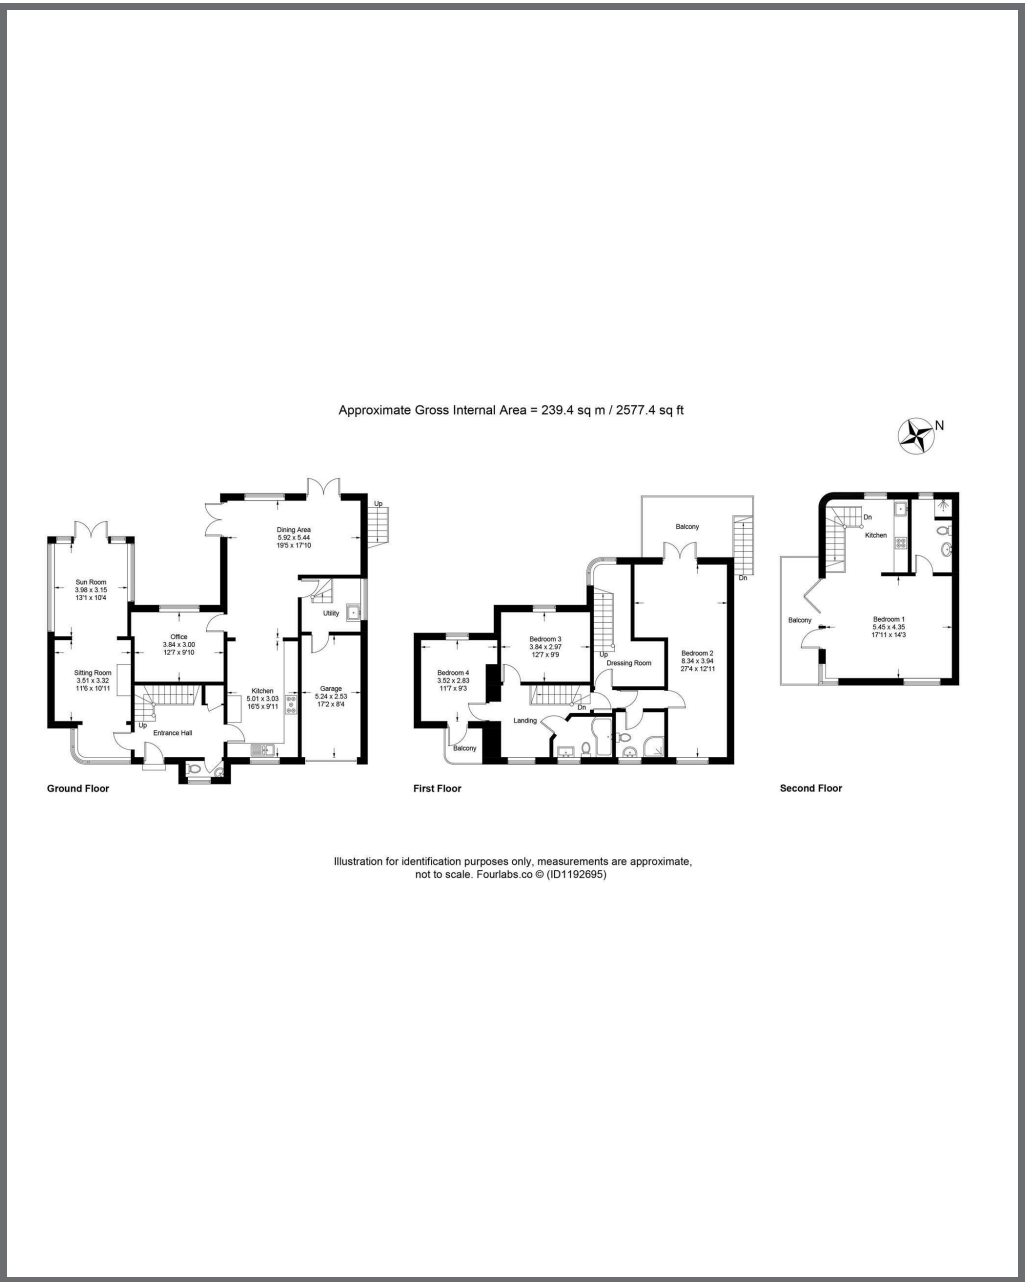 Approximate Gross Internal Area = 239.4 sq m / 2577.4 sq ft
N
Up
Dining Area
5.92 x 5.44
19'5 x 17'10
Sun Room
3.98 x 3.15
13'1 x 10'4
Utility
Office
3.84 x 3.00
12'7 x 9'10
Sitting Room
3.51 x 3.32
11'6 x 10'11
Kitchen
5.01 x 3.03
16'5 x 9'11
Garage
5.24 x 2.53
17'2 x 8'4
Up
Entrance Hall
Ground Floor
Balcony
Dn
Bedroom 3
3.84 x 2.97
12'7 x 9'9
Up
Bedroom 2
8.34 x 3.94
27'4 x 12'11
Dressing Room
Bedroom 4
3.52 x 2.83
11'7 x 9'3
Dn
Landing
Balcony
First Floor
Dn
Kitchen
Balcony
Bedroom 1
5.45 x 4.35
17'11 x 14'3
Second Floor
Illustration for identification purposes only, measurements are approximate,
not to scale. Fourlabs.co © (ID1192695)